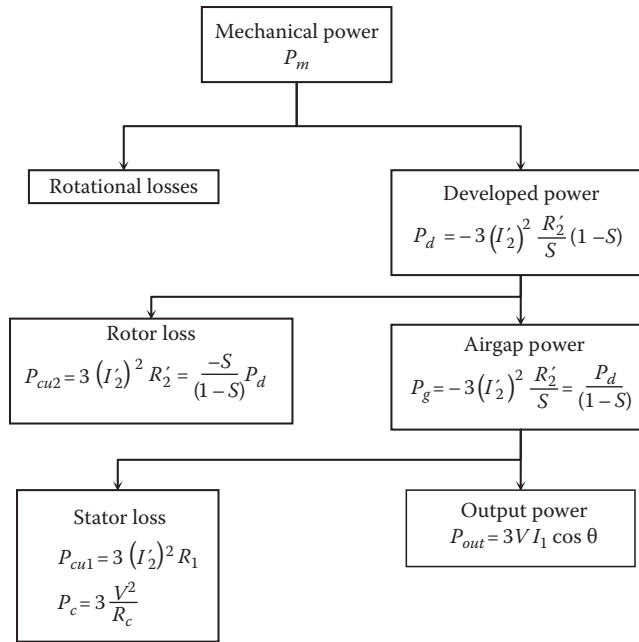 Mechanical power
P_m
Rotational losses
Developed power
P_d = – 3 (I′_2)^2 R′_2/S (1 –S)
Rotor loss
P_cu2 = 3 (I′_2)^2 R′_2 = –S/(1–S) P_d
Airgap power
P_g = – 3 (I′_2)^2 R′_2/S = P_d/(1–S)
Stator loss
P_cu1 = 3 (I′_2)^2 R_1
P_c = 3 V^2/R_c
Output power
P_out = 3V I_1 cos θ